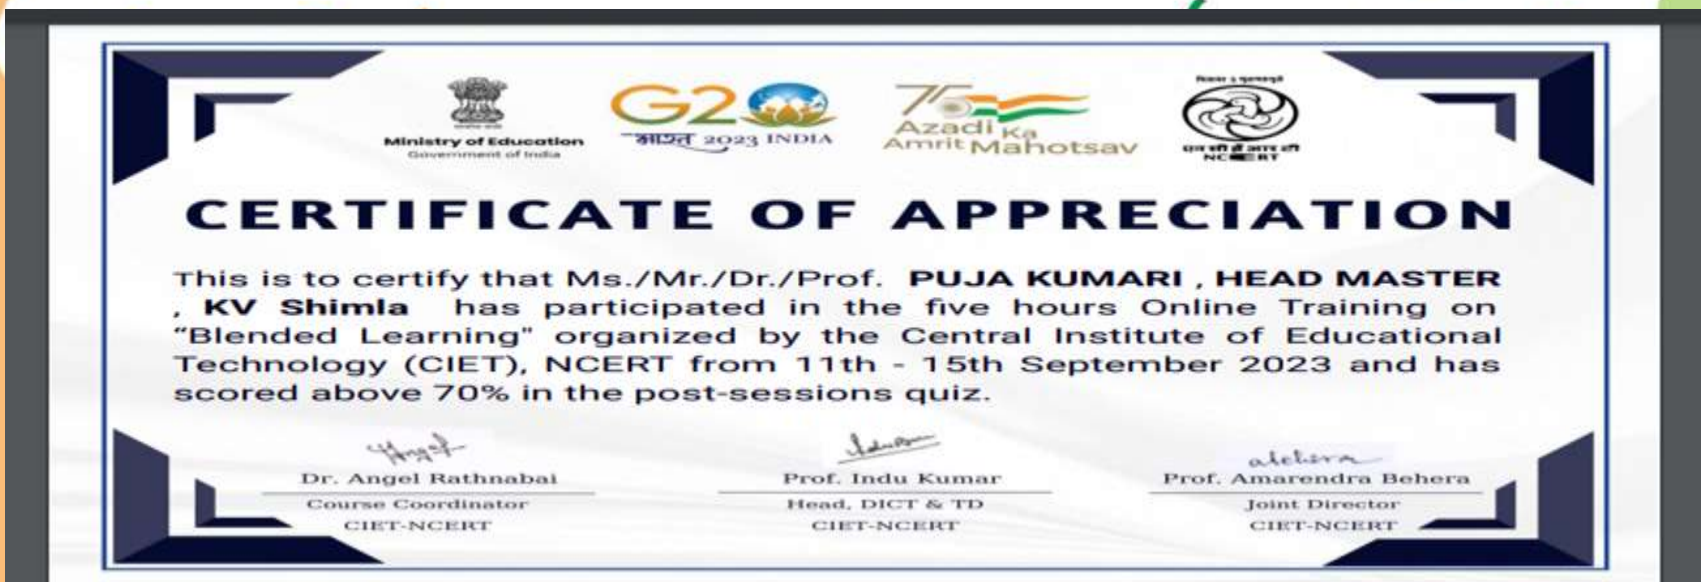 Ministry of Education
Government of India
G20
भारत 2023 INDIA
75
Azadi Ka
Amrit Mahotsav
एन सी ई आर टी
NCERT
CERTIFICATE OF APPRECIATION
This is to certify that Ms./Mr./Dr./Prof. PUJA KUMARI , HEAD MASTER
, KV Shimla has participated in the five hours Online Training on
“Blended Learning" organized by the Central Institute of Educational
Technology (CIET), NCERT from 11th - 15th September 2023 and has
scored above 70% in the post-sessions quiz.
Dr. Angel Rathnabai
Prof. Indu Kumar
Prof. Amarendra Behera
Course Coordinator
Head, DICT & TD
Joint Director
CIET-NCERT
CIET-NCERT
CIET-NCERT